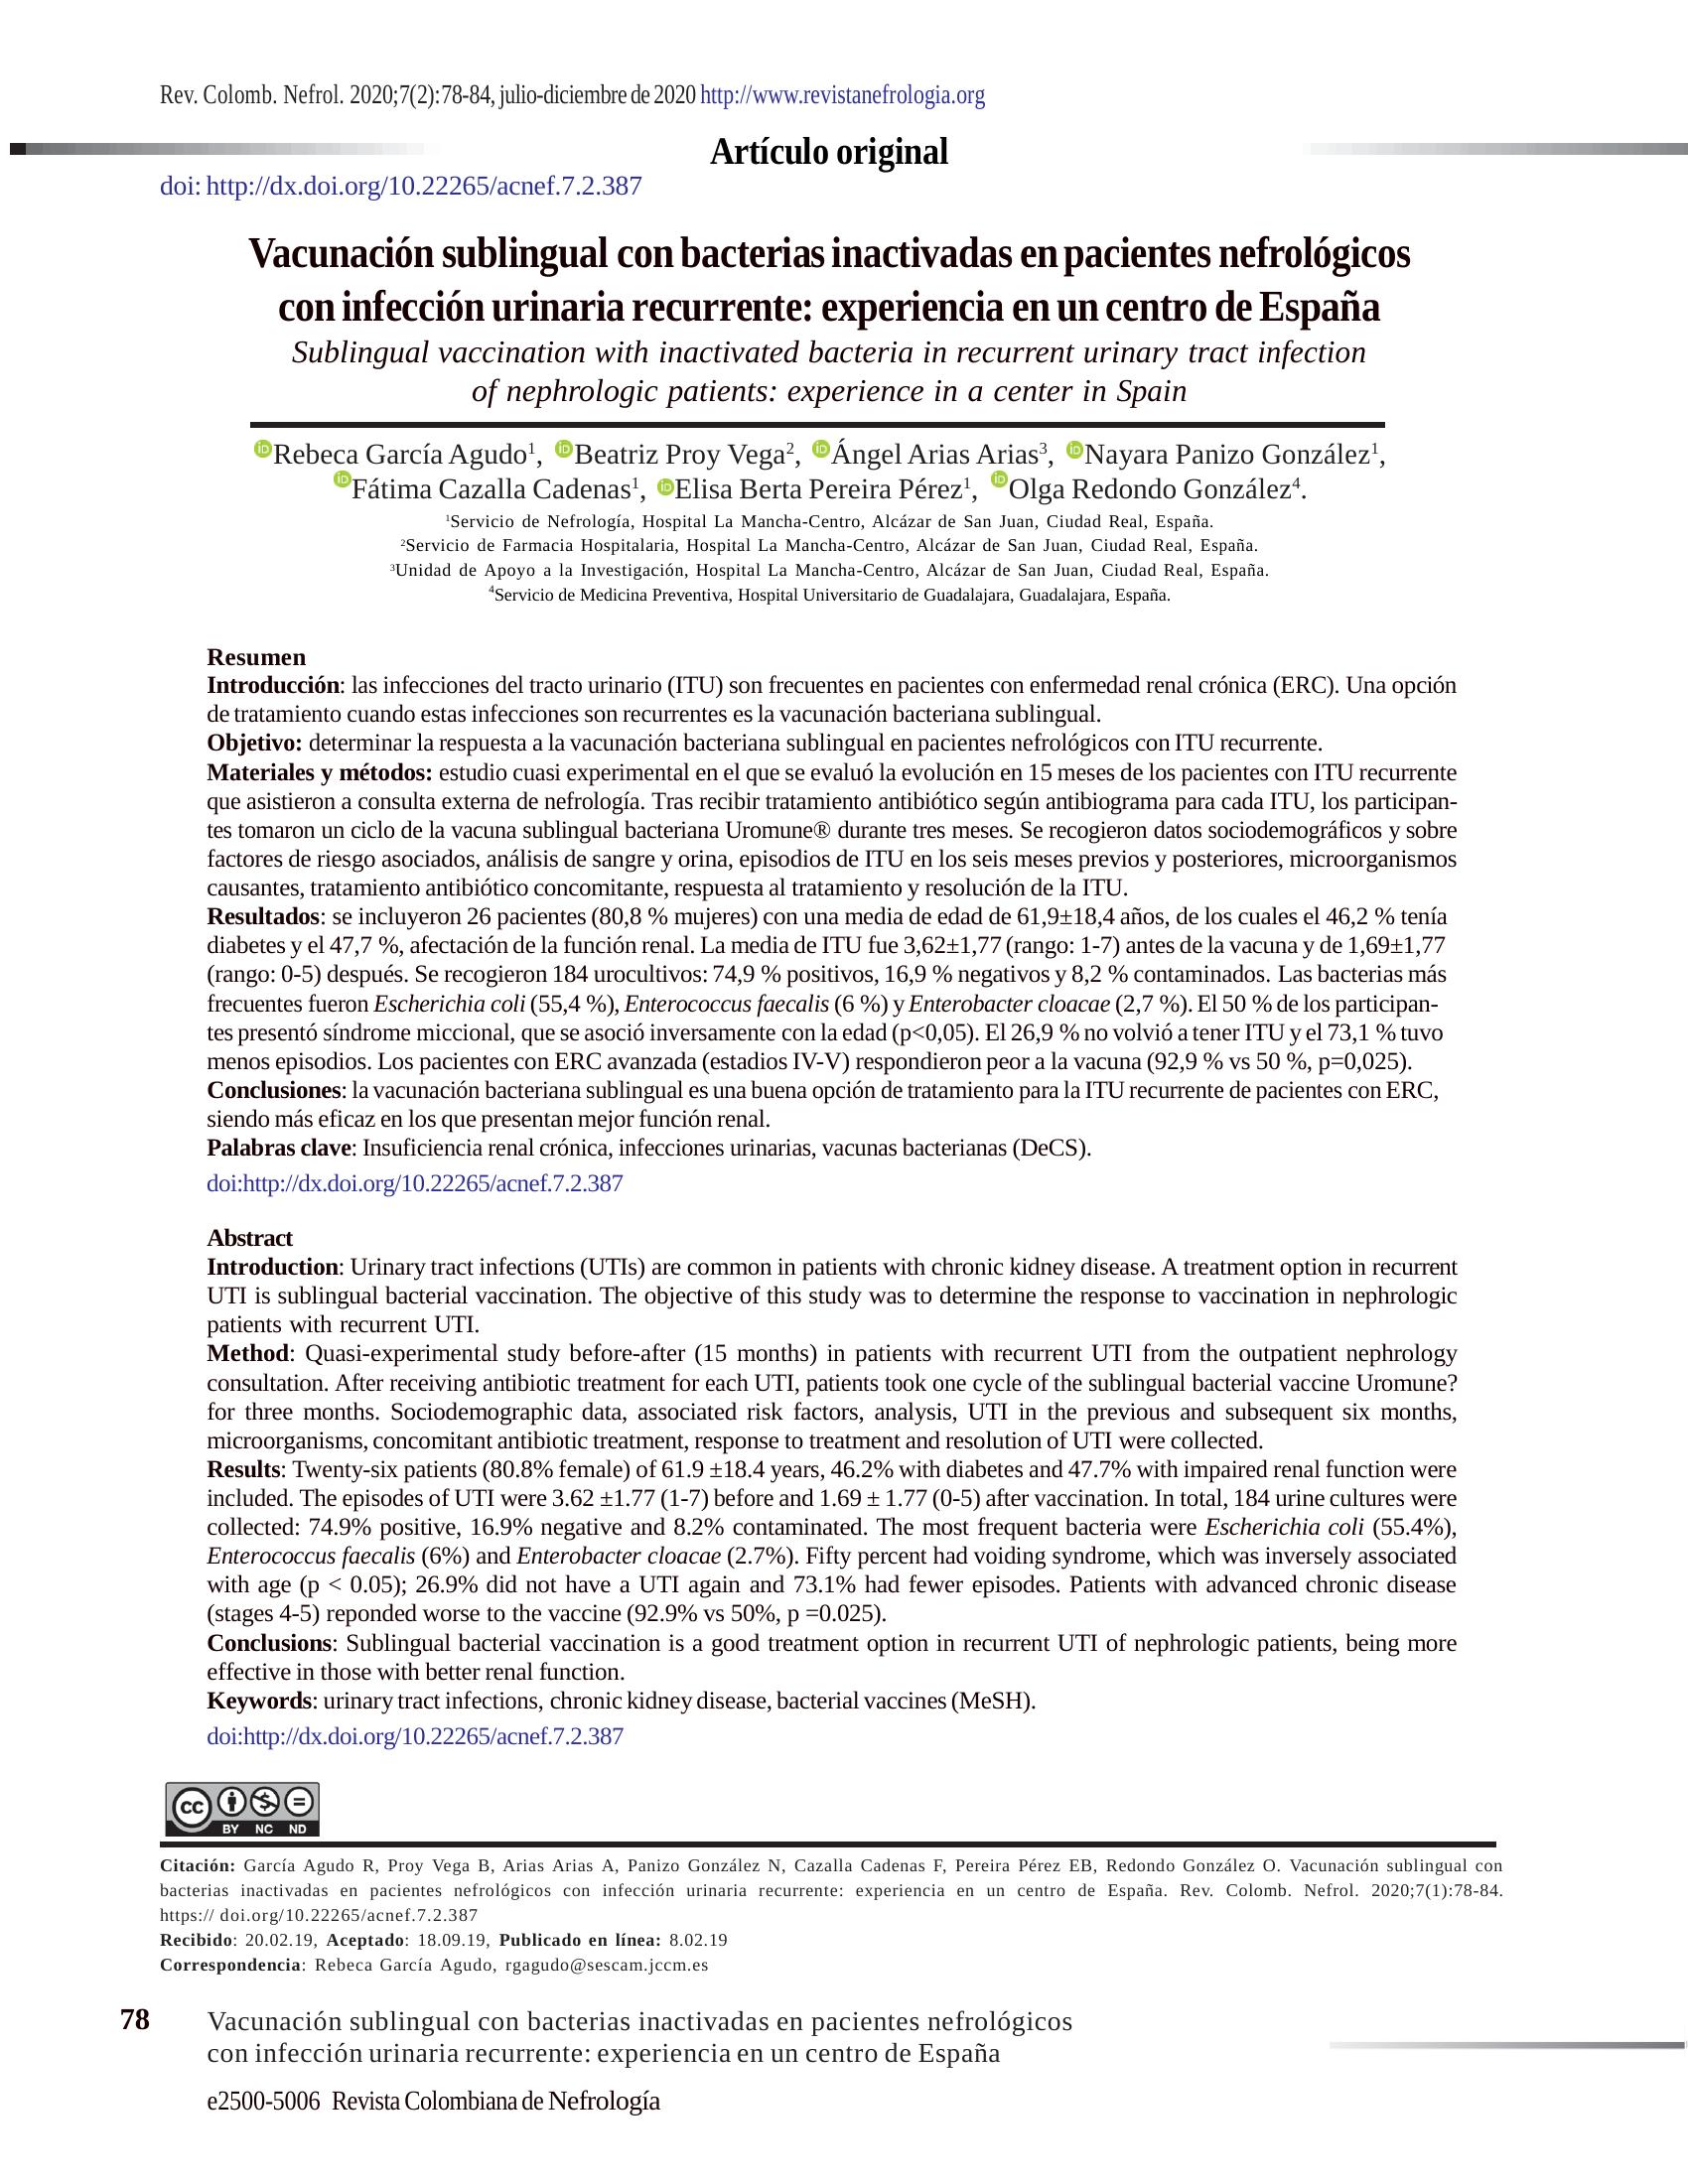 Rev. Colomb. Nefrol. 2020;7(2):78-84, julio-diciembre de 2020 http://www.revistanefrologia.org
Artículo original
doi: http://dx.doi.org/10.22265/acnef.7.2.387
Vacunación sublingual con bacterias inactivadas en pacientes nefrológicos
con infección urinaria recurrente: experiencia en un centro de España
Sublingual vaccination with inactivated bacteria in recurrent urinary tract infection
of nephrologic patients: experience in a center in Spain
iD Rebeca García Agudo¹, iD Beatriz Proy Vega², iD Ángel Arias Arias³, iD Nayara Panizo González¹,
iD Fátima Cazalla Cadenas¹, iD Elisa Berta Pereira Pérez¹, iD Olga Redondo González⁴.
¹Servicio de Nefrología, Hospital La Mancha-Centro, Alcázar de San Juan, Ciudad Real, España.
²Servicio de Farmacia Hospitalaria, Hospital La Mancha-Centro, Alcázar de San Juan, Ciudad Real, España.
³Unidad de Apoyo a la Investigación, Hospital La Mancha-Centro, Alcázar de San Juan, Ciudad Real, España.
⁴Servicio de Medicina Preventiva, Hospital Universitario de Guadalajara, Guadalajara, España.
Resumen
Introducción: las infecciones del tracto urinario (ITU) son frecuentes en pacientes con enfermedad renal crónica (ERC). Una opción
de tratamiento cuando estas infecciones son recurrentes es la vacunación bacteriana sublingual.
Objetivo: determinar la respuesta a la vacunación bacteriana sublingual en pacientes nefrológicos con ITU recurrente.
Materiales y métodos: estudio cuasi experimental en el que se evaluó la evolución en 15 meses de los pacientes con ITU recurrente
que asistieron a consulta externa de nefrología. Tras recibir tratamiento antibiótico según antibiograma para cada ITU, los participan-
tes tomaron un ciclo de la vacuna sublingual bacteriana Uromune® durante tres meses. Se recogieron datos sociodemográficos y sobre
factores de riesgo asociados, análisis de sangre y orina, episodios de ITU en los seis meses previos y posteriores, microorganismos
causantes, tratamiento antibiótico concomitante, respuesta al tratamiento y resolución de la ITU.
Resultados: se incluyeron 26 pacientes (80,8 % mujeres) con una media de edad de 61,9±18,4 años, de los cuales el 46,2 % tenía
diabetes y el 47,7 %, afectación de la función renal. La media de ITU fue 3,62±1,77 (rango: 1-7) antes de la vacuna y de 1,69±1,77
(rango: 0-5) después. Se recogieron 184 urocultivos: 74,9 % positivos, 16,9 % negativos y 8,2 % contaminados. Las bacterias más
frecuentes fueron Escherichia coli (55,4 %), Enterococcus faecalis (6 %) y Enterobacter cloacae (2,7 %). El 50 % de los participan-
tes presentó síndrome miccional, que se asoció inversamente con la edad (p<0,05). El 26,9 % no volvió a tener ITU y el 73,1 % tuvo
menos episodios. Los pacientes con ERC avanzada (estadios IV-V) respondieron peor a la vacuna (92,9 % vs 50 %, p=0,025).
Conclusiones: la vacunación bacteriana sublingual es una buena opción de tratamiento para la ITU recurrente de pacientes con ERC,
siendo más eficaz en los que presentan mejor función renal.
Palabras clave: Insuficiencia renal crónica, infecciones urinarias, vacunas bacterianas (DeCS).
doi:http://dx.doi.org/10.22265/acnef.7.2.387
Abstract
Introduction: Urinary tract infections (UTIs) are common in patients with chronic kidney disease. A treatment option in recurrent
UTI is sublingual bacterial vaccination. The objective of this study was to determine the response to vaccination in nephrologic
patients with recurrent UTI.
Method: Quasi-experimental study before-after (15 months) in patients with recurrent UTI from the outpatient nephrology
consultation. After receiving antibiotic treatment for each UTI, patients took one cycle of the sublingual bacterial vaccine Uromune?
for three months. Sociodemographic data, associated risk factors, analysis, UTI in the previous and subsequent six months,
microorganisms, concomitant antibiotic treatment, response to treatment and resolution of UTI were collected.
Results: Twenty-six patients (80.8% female) of 61.9 ±18.4 years, 46.2% with diabetes and 47.7% with impaired renal function were
included. The episodes of UTI were 3.62 ±1.77 (1-7) before and 1.69 ± 1.77 (0-5) after vaccination. In total, 184 urine cultures were
collected: 74.9% positive, 16.9% negative and 8.2% contaminated. The most frequent bacteria were Escherichia coli (55.4%),
Enterococcus faecalis (6%) and Enterobacter cloacae (2.7%). Fifty percent had voiding syndrome, which was inversely associated
with age (p < 0.05); 26.9% did not have a UTI again and 73.1% had fewer episodes. Patients with advanced chronic disease
(stages 4-5) reponded worse to the vaccine (92.9% vs 50%, p =0.025).
Conclusions: Sublingual bacterial vaccination is a good treatment option in recurrent UTI of nephrologic patients, being more
effective in those with better renal function.
Keywords: urinary tract infections, chronic kidney disease, bacterial vaccines (MeSH).
doi:http://dx.doi.org/10.22265/acnef.7.2.387
cc BY NC ND
Citación: García Agudo R, Proy Vega B, Arias Arias A, Panizo González N, Cazalla Cadenas F, Pereira Pérez EB, Redondo González O. Vacunación sublingual con
bacterias inactivadas en pacientes nefrológicos con infección urinaria recurrente: experiencia en un centro de España. Rev. Colomb. Nefrol. 2020;7(1):78-84.
https:// doi.org/10.22265/acnef.7.2.387
Recibido: 20.02.19, Aceptado: 18.09.19, Publicado en línea: 8.02.19
Correspondencia: Rebeca García Agudo, rgagudo@sescam.jccm.es
78
Vacunación sublingual con bacterias inactivadas en pacientes nefrológicos
con infección urinaria recurrente: experiencia en un centro de España
e2500-5006 Revista Colombiana de Nefrología